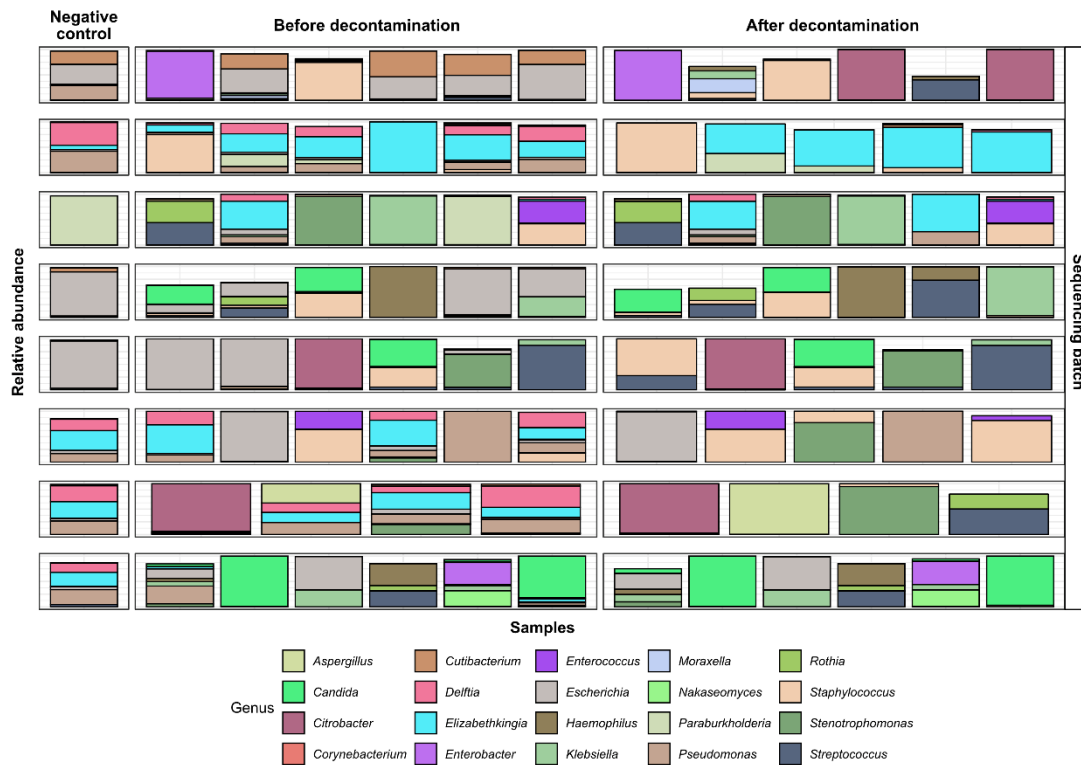 Negative
control
Before decontamination
After decontamination
Relative abundance
Sequencing batch
Samples
Genus
Aspergillus
Cutibacterium
Enterococcus
Moraxella
Rothia
Candida
Delftia
Escherichia
Nakaseomyces
Staphylococcus
Citrobacter
Elizabethkingia
Haemophilus
Paraburkholderia
Stenotrophomonas
Corynebacterium
Enterobacter
Klebsiella
Pseudomonas
Streptococcus